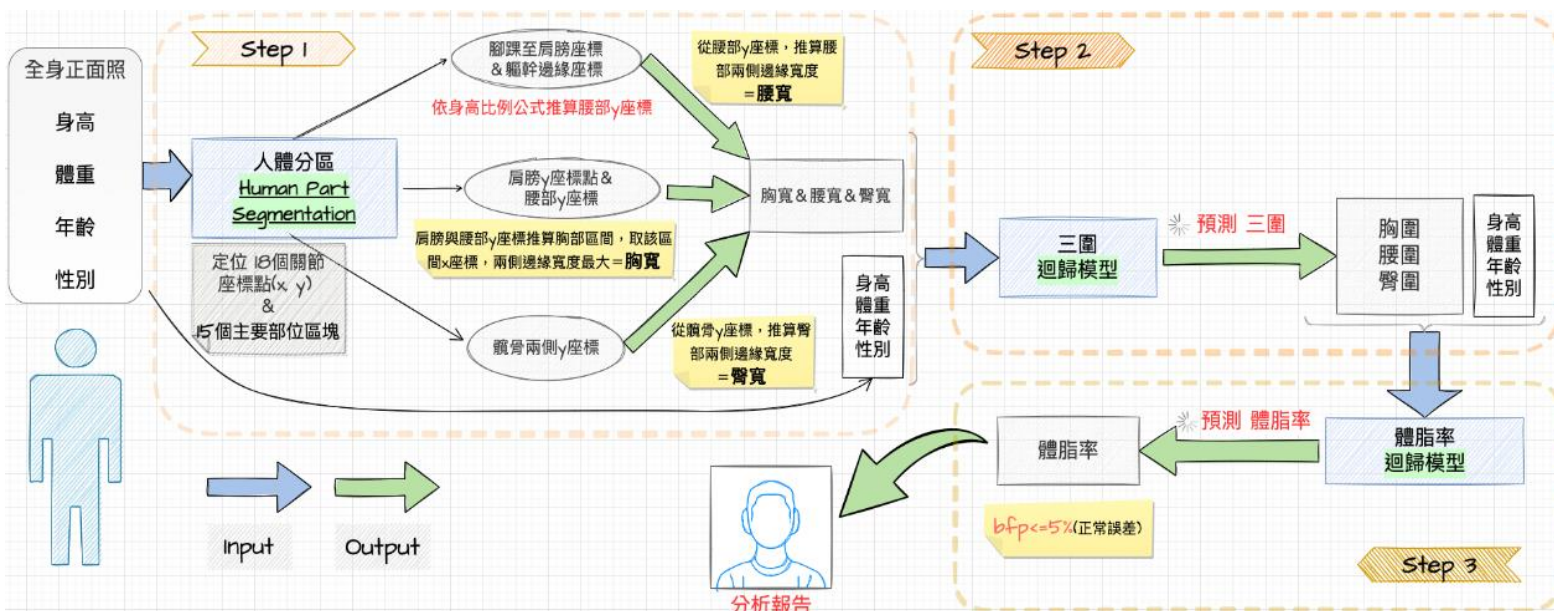 Step 1
全身正面照
身高
體重
年齡
性別
人體分區
Human Part
Segmentation
定位 18個關節
座標點(x, y)
&
15個主要部位區塊
腳踝至肩膀座標
&軀幹邊緣座標
依身高比例公式推算腰部y座標
從腰部y座標，推算腰
部兩側邊緣寬度
=腰寬
肩膀y座標點&
腰部y座標
肩膀與腰部y座標推算胸部區間，取該區
間x座標，兩側邊緣寬度最大=胸寬
髖骨兩側y座標
從髖骨y座標，推算臀
部兩側邊緣寬度
=臀寬
胸寬&腰寬&臀寬
身高
體重
年齡
性別
Step 2
三圍
迴歸模型
預測 三圍
胸圍
腰圍
臀圍
身高
體重
年齡
性別
體脂率
迴歸模型
預測 體脂率
體脂率
bfp<=5%(正常誤差)
Step 3
分析報告
Input
Output